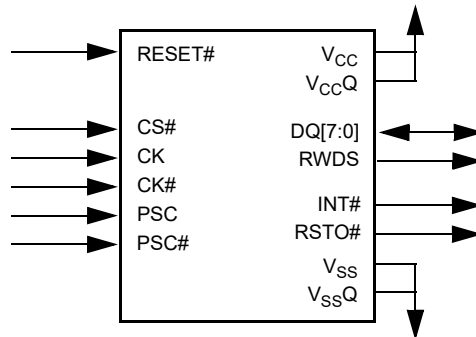 RESET#
CS#
CK
CK#
PSC
PSC#
VCC
VCCQ
DQ[7:0]
RWDS
INT#
RSTO#
VSS
VSSQ